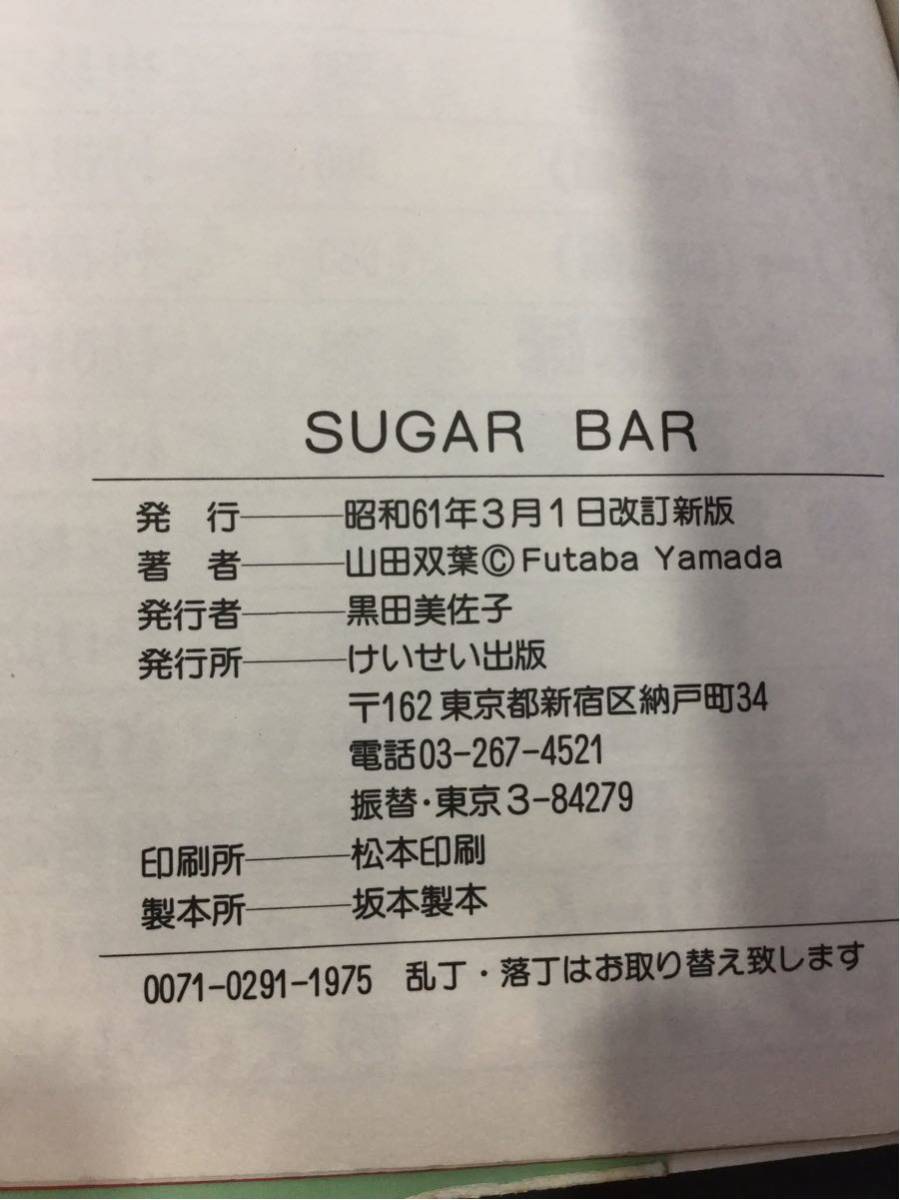 SUGAR BAR
発行――昭和61年3月1日改訂新版
著者――山田双葉©Futaba Yamada
発行者――黒田美佐子
発行所――けいせい出版
〒162 東京都新宿区納戸町34
電話03-267-4521
振替・東京3-84279
印刷所――松本印刷
製本所――坂本製本
0071-0291-1975 乱丁・落丁はお取り替え致します